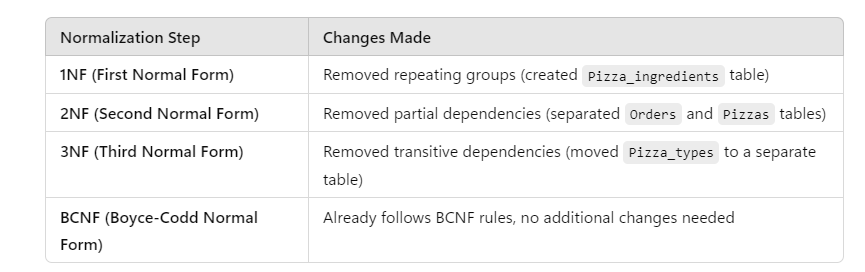 Normalization Step Changes Made
1NF (First Normal Form) Removed repeating groups (created Pizza_ingredients table)
2NF (Second Normal Form) Removed partial dependencies (separated Orders and Pizzas tables)
3NF (Third Normal Form) Removed transitive dependencies (moved Pizza_types to a separate
table)
BCNF (Boyce-Codd Normal Already follows BCNF rules, no additional changes needed
Form)